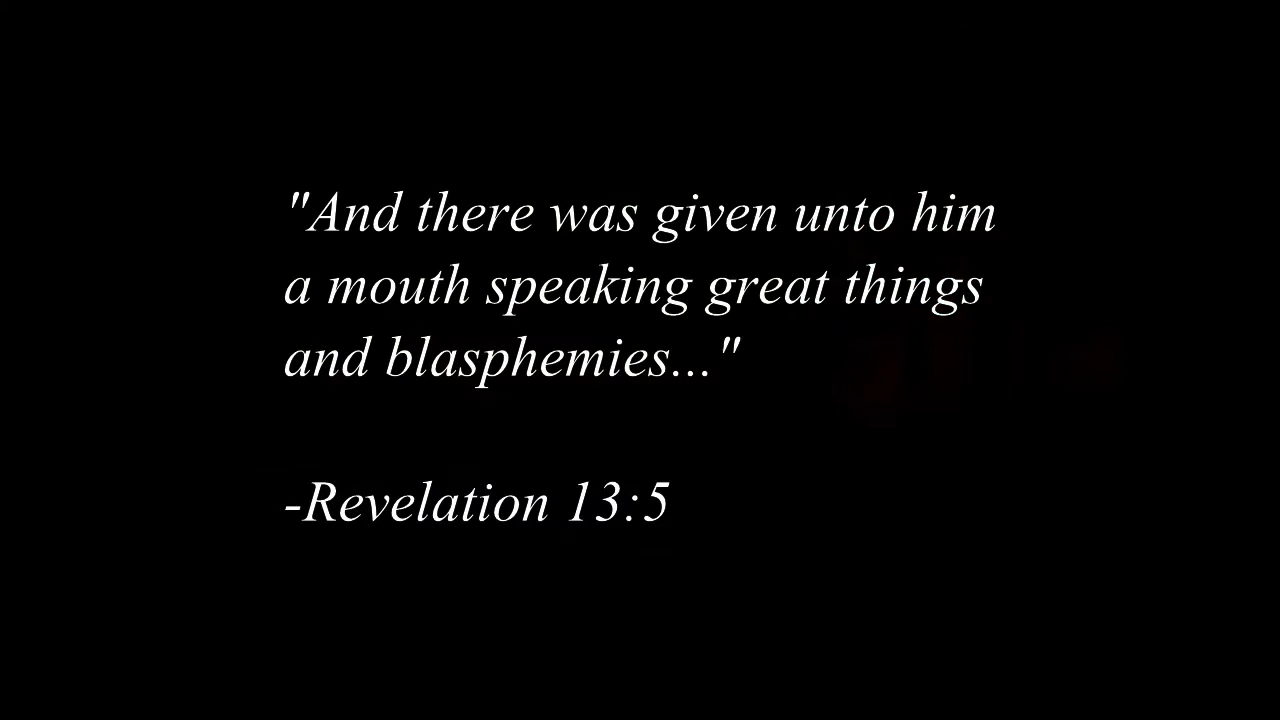 "And there was given unto him
a mouth speaking great things
and blasphemies..."
-Revelation 13:5